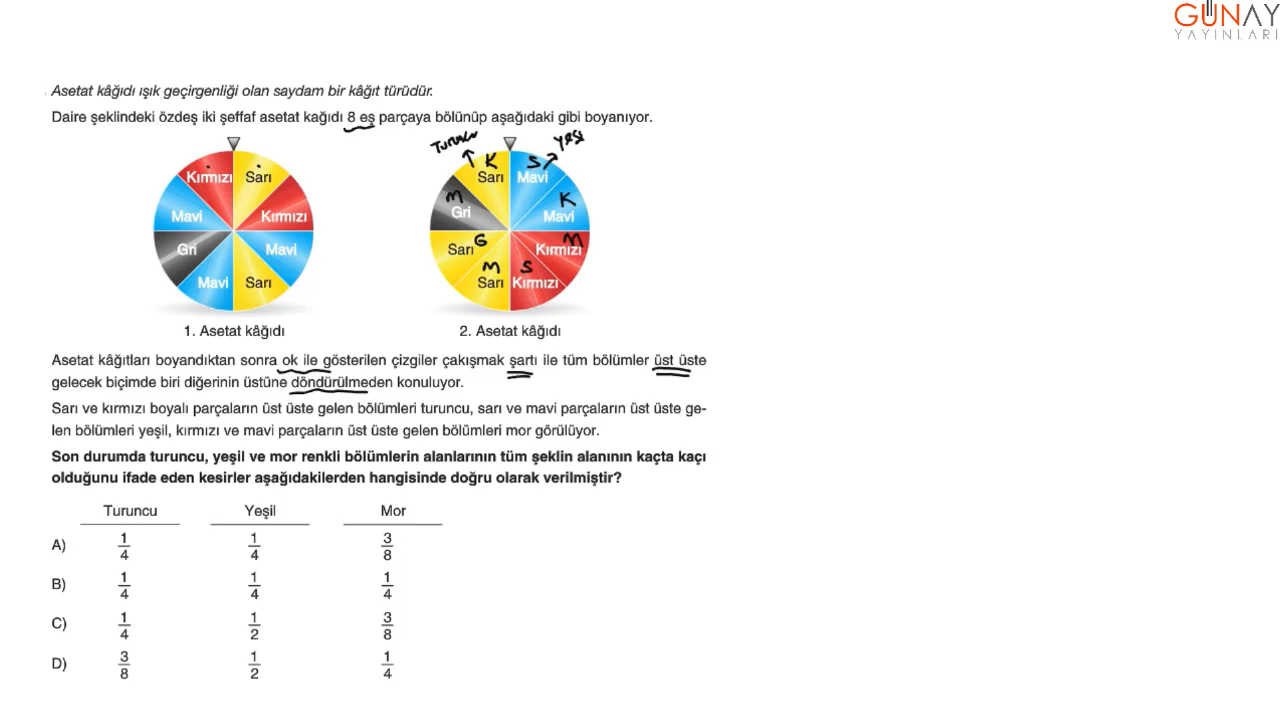 GÜNAY
YAYINLARI
Asetat kâğıdı ışık geçirgenliği olan saydam bir kâğıt türüdür.
Daire şeklindeki özdeş iki şeffaf asetat kağıdı 8 eş parçaya bölünüp aşağıdaki gibi boyanıyor.
Turuncu
Kırmızı Sarı
Mavi Kırmızı
Gri Mavi
Mavi Sarı
1. Asetat kâğıdı
K S
Sarı Mavi
M K
Gri Mavi
G M
Sarı Kırmızı
M S
Sarı Kırmızı
2. Asetat kâğıdı
Asetat kâğıtları boyandıktan sonra ok ile gösterilen çizgiler çakışmak şartı ile tüm bölümler üst üste
gelecek biçimde biri diğerinin üstüne döndürülmeden konuluyor.
Sarı ve kırmızı boyalı parçaların üst üste gelen bölümleri turuncu, sarı ve mavi parçaların üst üste ge-
len bölümleri yeşil, kırmızı ve mavi parçaların üst üste gelen bölümleri mor görülüyor.
Son durumda turuncu, yeşil ve mor renkli bölümlerin alanlarının tüm şeklin alanının kaçta kaçı
olduğunu ifade eden kesirler aşağıdakilerden hangisinde doğru olarak verilmiştir?
Turuncu Yeşil Mor
A) 1/4 1/4 3/8
B) 1/4 1/4 1/4
C) 1/4 1/2 3/8
D) 3/8 1/2 1/4